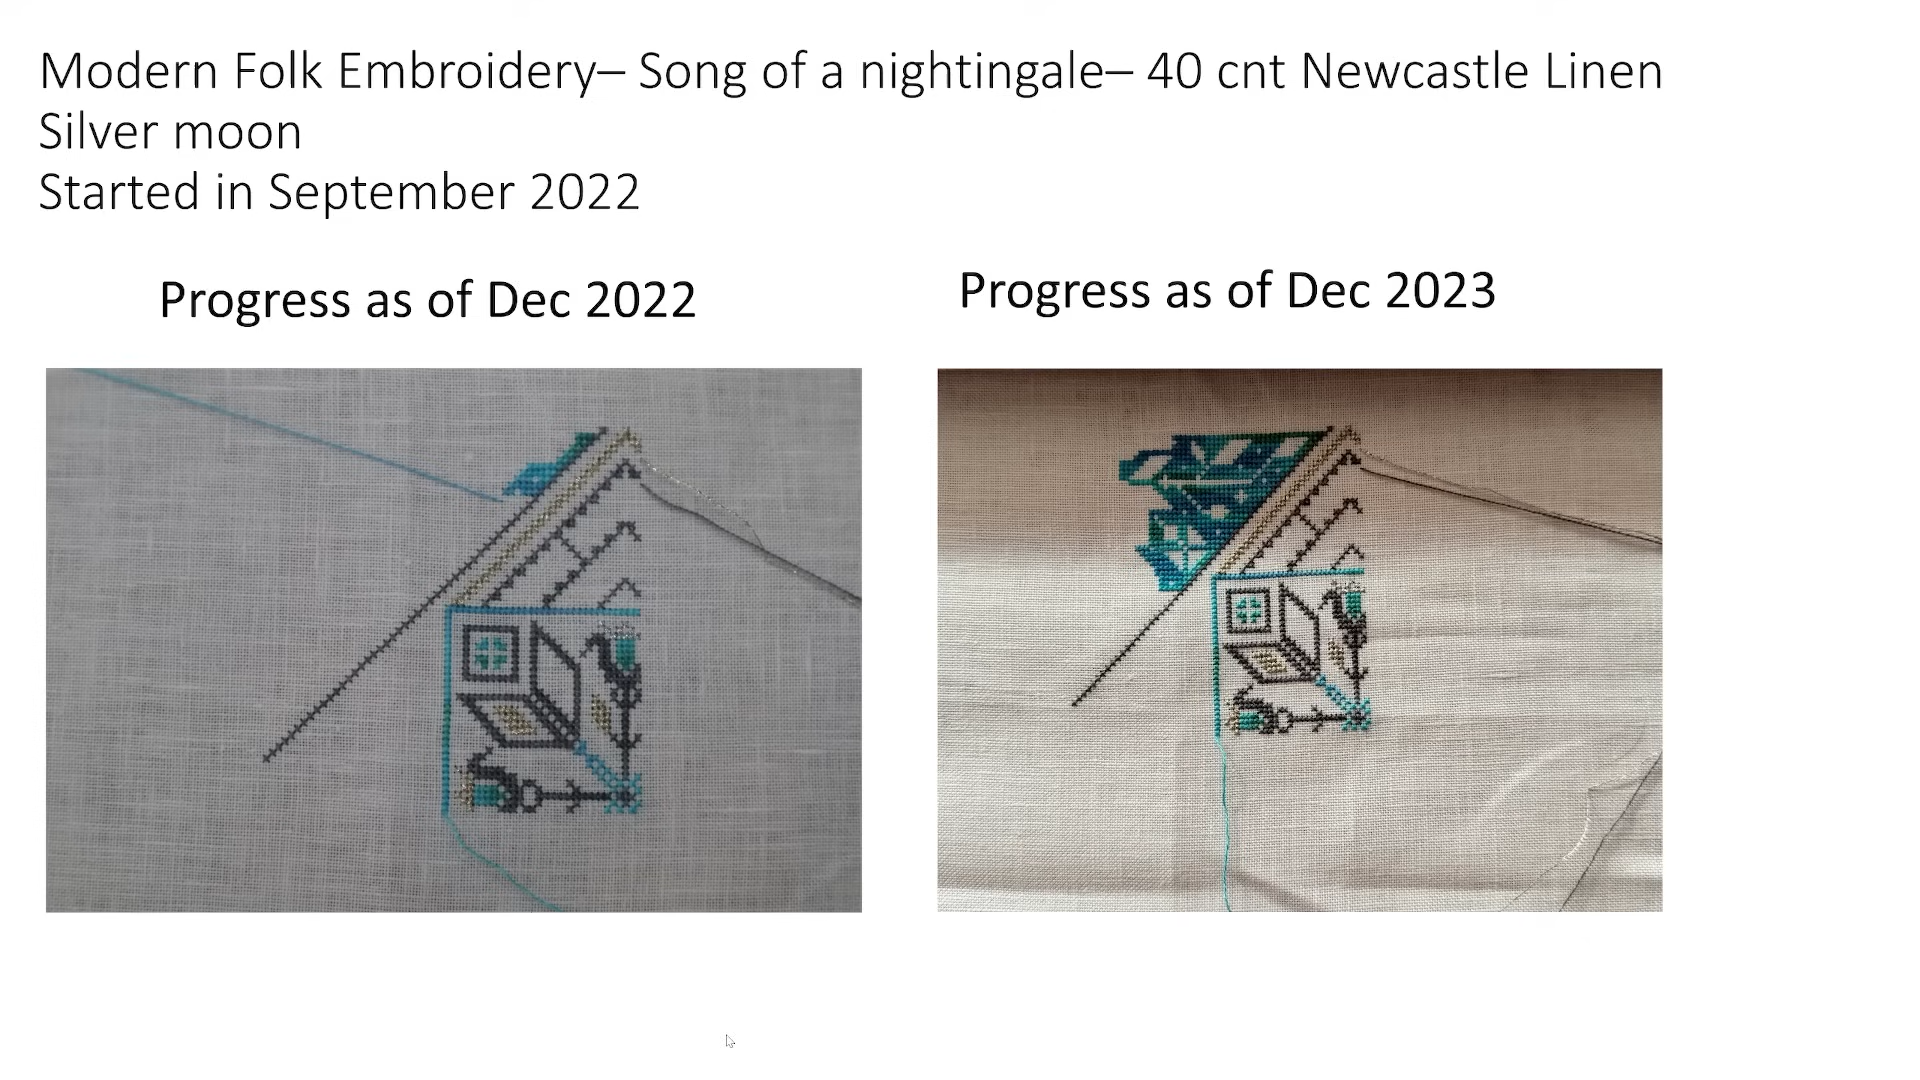 Modern Folk Embroidery– Song of a nightingale– 40 cnt Newcastle Linen
Silver moon
Started in September 2022
Progress as of Dec 2022
Progress as of Dec 2023